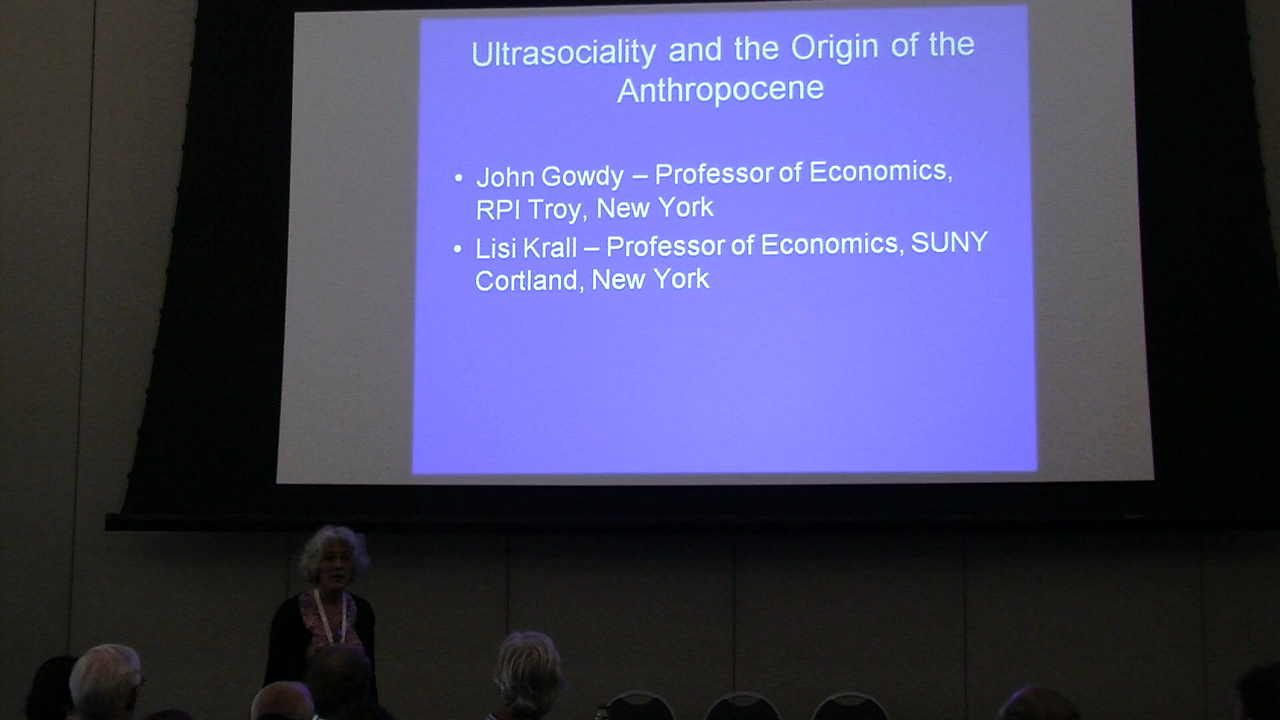 Ultrasociality and the Origin of the
Anthropocene
• John Gowdy – Professor of Economics,
RPI Troy, New York
• Lisi Krall – Professor of Economics, SUNY
Cortland, New York